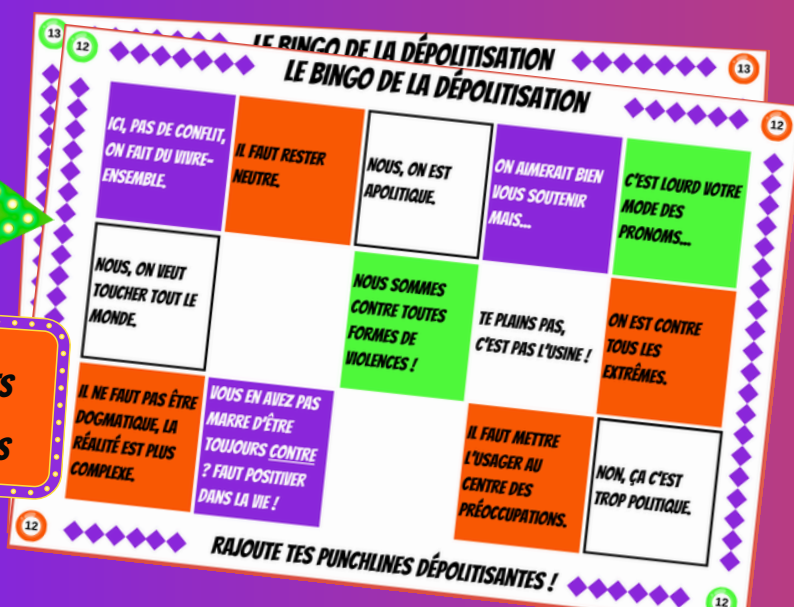 13
LE BINGO DE LA DÉPOLITISATION
13
12
LE BINGO DE LA DÉPOLITISATION
12
ICI, PAS DE CONFLIT,
ON FAIT DU VIVRE-
ENSEMBLE.
IL FAUT RESTER
NEUTRE.
NOUS, ON EST
APOLITIQUE.
ON AIMERAIT BIEN
VOUS SOUTENIR
MAIS...
C'EST LOURD VOTRE
MODE DES
PRONOMS...
NOUS, ON VEUT
TOUCHER TOUT LE
MONDE.
NOUS SOMMES
CONTRE TOUTES
FORMES DE
VIOLENCES !
TE PLAINS PAS,
C'EST PAS L'USINE !
ON EST CONTRE
TOUS LES
EXTRÊMES.
IL NE FAUT PAS ÊTRE
DOGMATIQUE, LA
RÉALITÉ EST PLUS
COMPLEXE.
VOUS EN AVEZ PAS
MARRE D'ÊTRE
TOUJOURS CONTRE
? FAUT POSITIVER
DANS LA VIE !
IL FAUT METTRE
L'USAGER AU
CENTRE DES
PRÉOCCUPATIONS.
NON, ÇA C'EST
TROP POLITIQUE.
12
RAJOUTE TES PUNCHLINES DÉPOLITISANTES !
12